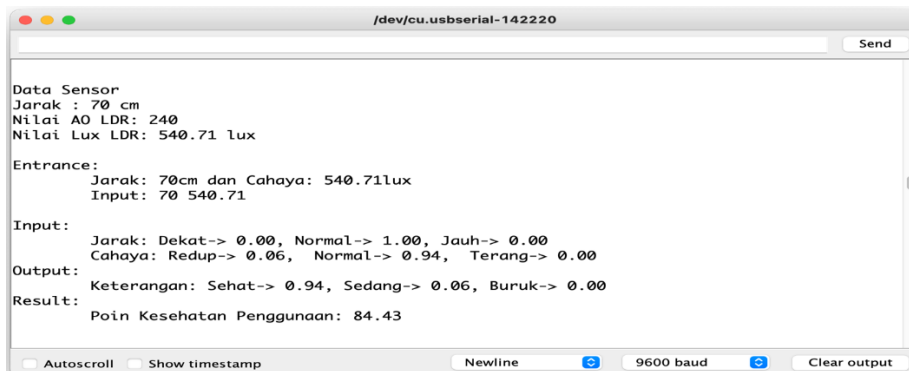 /dev/cu.usbserial-142220
Send
Data Sensor
Jarak : 70 cm
Nilai AO LDR: 240
Nilai Lux LDR: 540.71 lux
Entrance:
Jarak: 70cm dan Cahaya: 540.71lux
Input: 70 540.71
Input:
Jarak: Dekat-> 0.00, Normal-> 1.00, Jauh-> 0.00
Cahaya: Redup-> 0.06,  Normal-> 0.94,  Terang-> 0.00
Output:
Keterangan: Sehat-> 0.94, Sedang-> 0.06, Buruk-> 0.00
Result:
Poin Kesehatan Penggunaan: 84.43
Autoscroll Show timestamp Newline 9600 baud Clear output